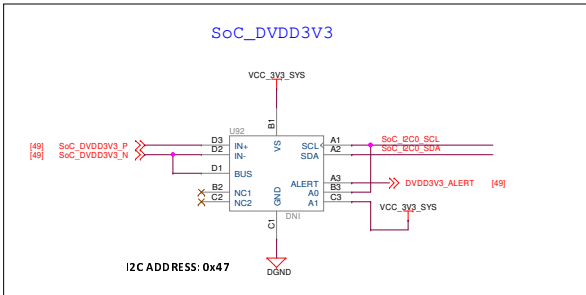 SoC_DVDD3V3
VCC_3V3_SYS
U92
B1
VS
[49] SoC_DVDD3V3_P D3 IN+ SCL A1 SoC_I2C0_SCL
[49] SoC_DVDD3V3_N D2 IN- SDA A2 SoC_I2C0_SDA
D1 BUS
ALERT A3 DVDD3V3_ALERT [49]
B2 NC1 A0 B3
C2 NC2 A1 C3 VCC_3V3_SYS
GND
C1
DNI
DGND
I2C ADDRESS: 0x47